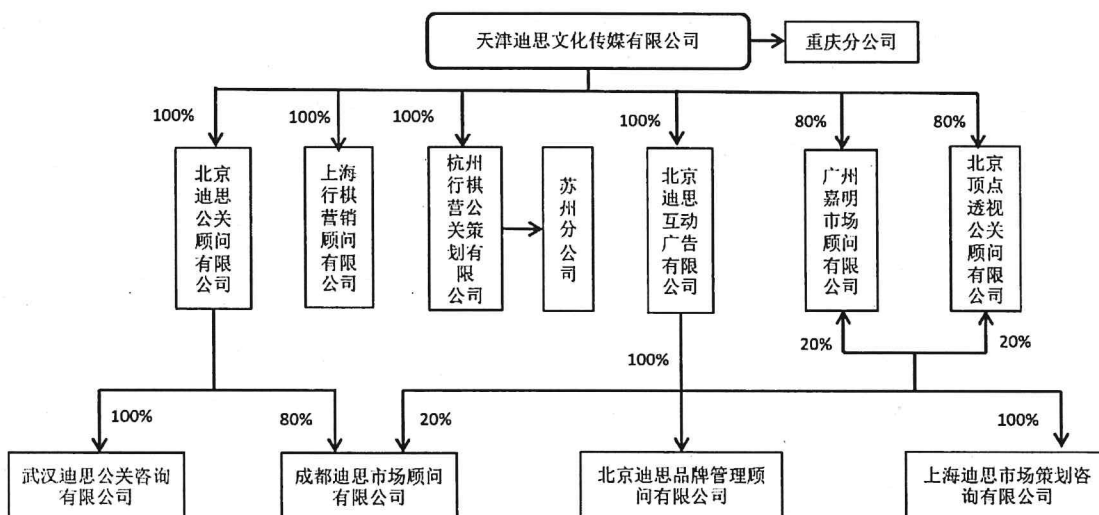 天津迪思文化传媒有限公司
重庆分公司
100%
100%
100%
100%
80%
80%
北京
迪思
公关
顾问
有限
公司
上海
行棋
营销
顾问
有限
公司
杭州
行棋
营公
关策
划有
限
公司
苏
州
分
公
司
北京
迪思
互动
广告
有限
公司
广州
嘉明
市场
顾问
有限
公司
北京
顶点
透视
公关
顾问
有限
公司
20%
20%
100%
100%
80%
20%
100%
武汉迪思公关咨询
有限公司
成都迪思市场顾问
有限公司
北京迪思品牌管理顾
问有限公司
上海迪思市场策划咨
询有限公司